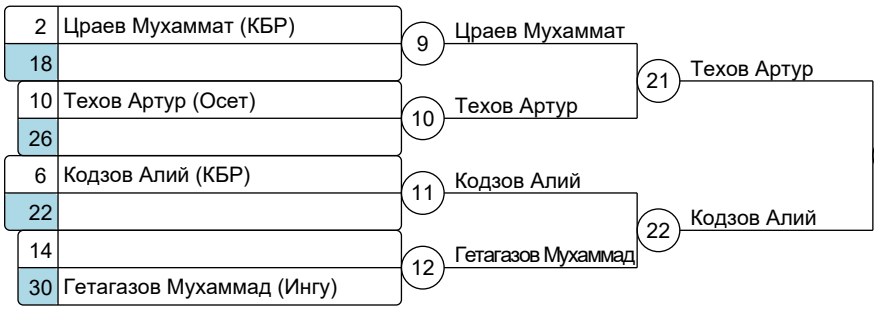 2 Цраев Мухаммат (КБР)
18
9 Цраев Мухаммат
10 Техов Артур (Осет)
26
10 Техов Артур
21 Техов Артур
6 Кодзов Алий (КБР)
22
11 Кодзов Алий
14
30 Гетагазов Мухаммад (Ингу)
12 Гетагазов Мухаммад
22 Кодзов Алий